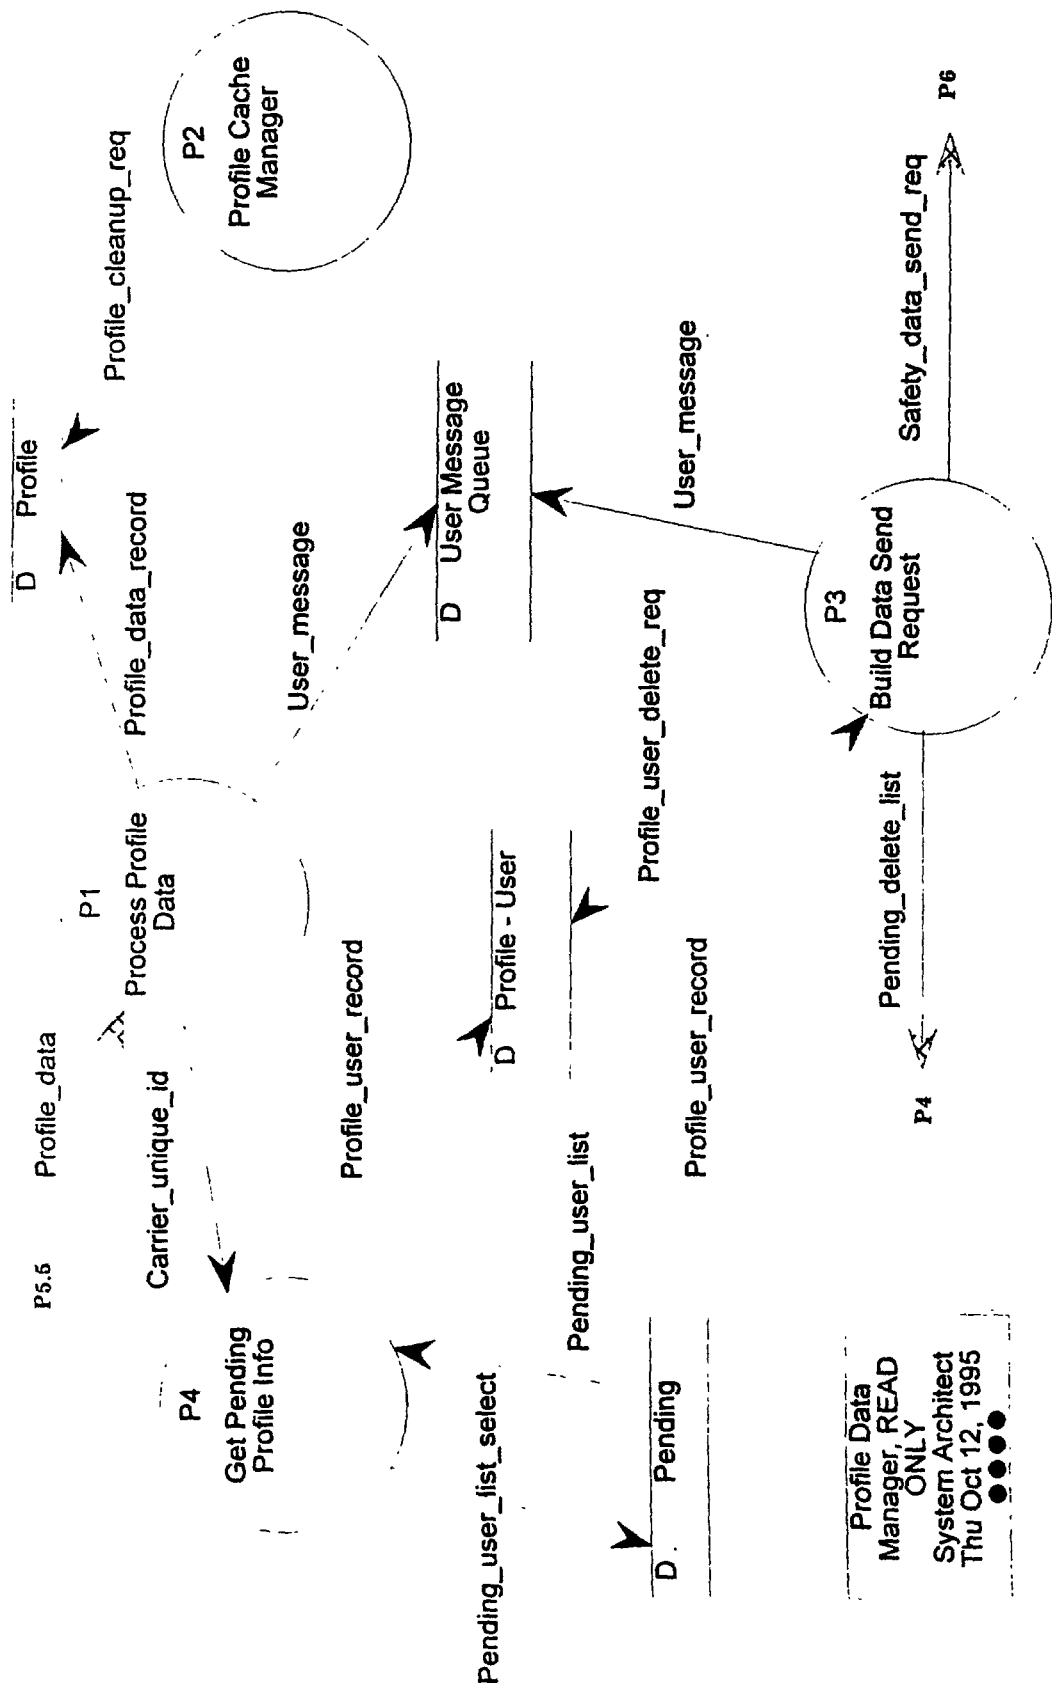 P5.5
Profile_data
D Profile
Profile_cleanup_req
P1
Process Profile
Data
Profile_data_record
P2
Profile Cache
Manager
Carrier_unique_id
P4
Get Pending
Profile Info
User_message
Profile_user_record
D User Message
Queue
D Profile - User
Pending_user_list_select
Pending_user_list
Profile_user_delete_req
User_message
D. Pending
Profile_user_record
P3
Build Data Send
Request
Pending_delete_list
Safety_data_send_req
P4
P6
Profile Data
Manager, READ
ONLY
System Architect
Thu Oct 12, 1995